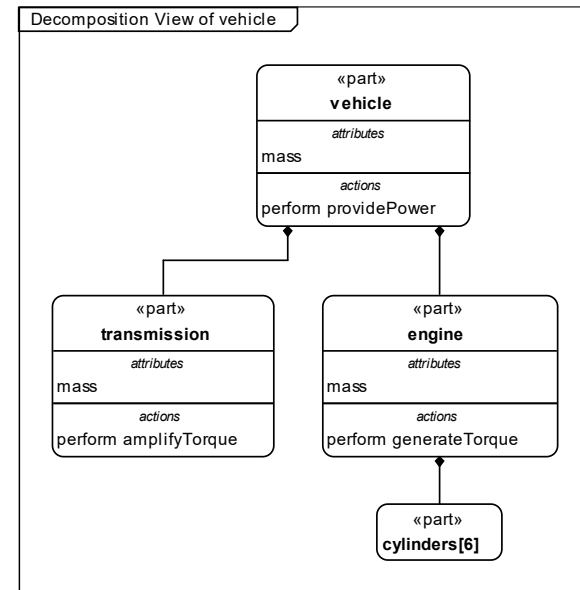 Decomposition View of vehicle
«part»
vehicle
attributes
mass
actions
perform providePower
«part»
transmission
attributes
mass
actions
perform amplifyTorque
«part»
engine
attributes
mass
actions
perform generateTorque
«part»
cylinders[6]